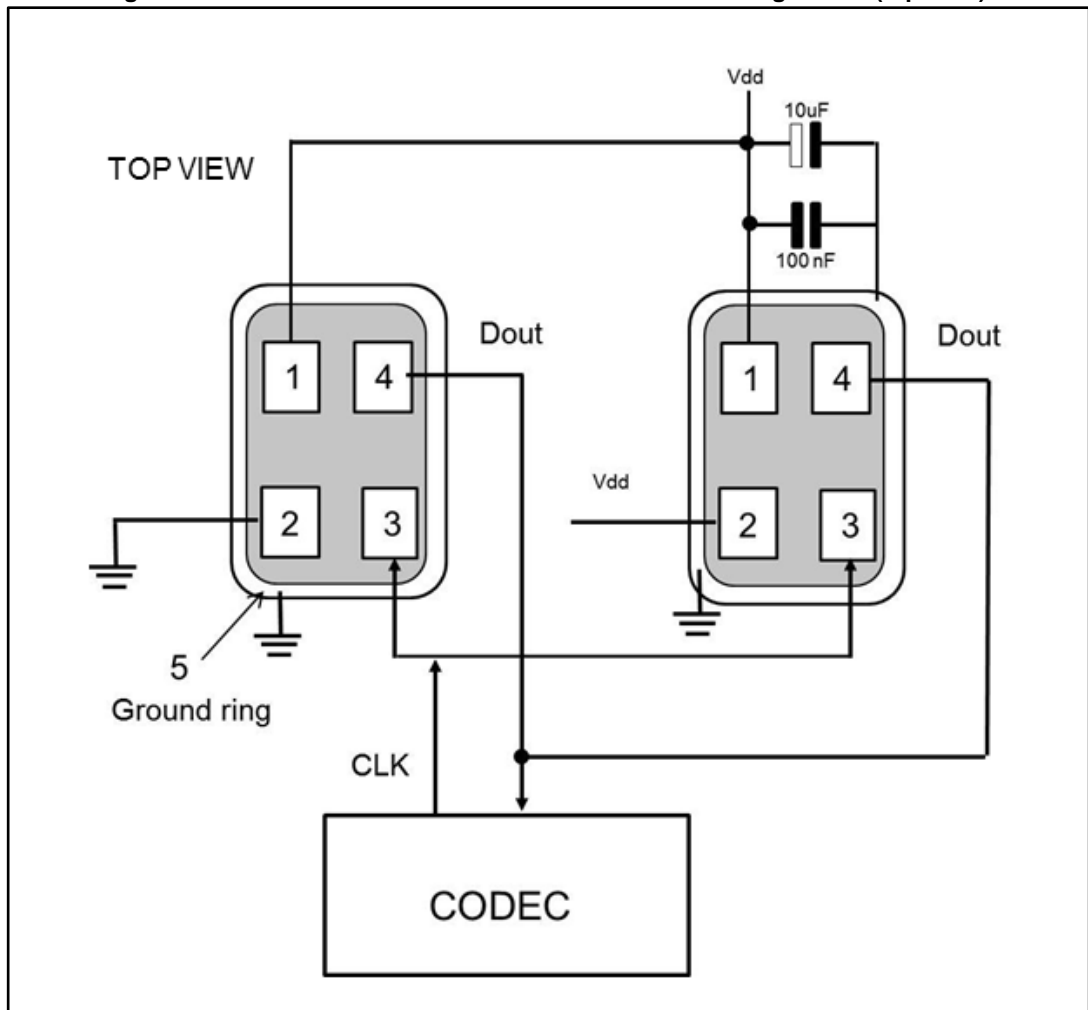 Vdd
10uF
TOP VIEW
100 nF
Dout
Dout
1
4
1
4
Vdd
2
3
2
3
5
Ground ring
CLK
CODEC